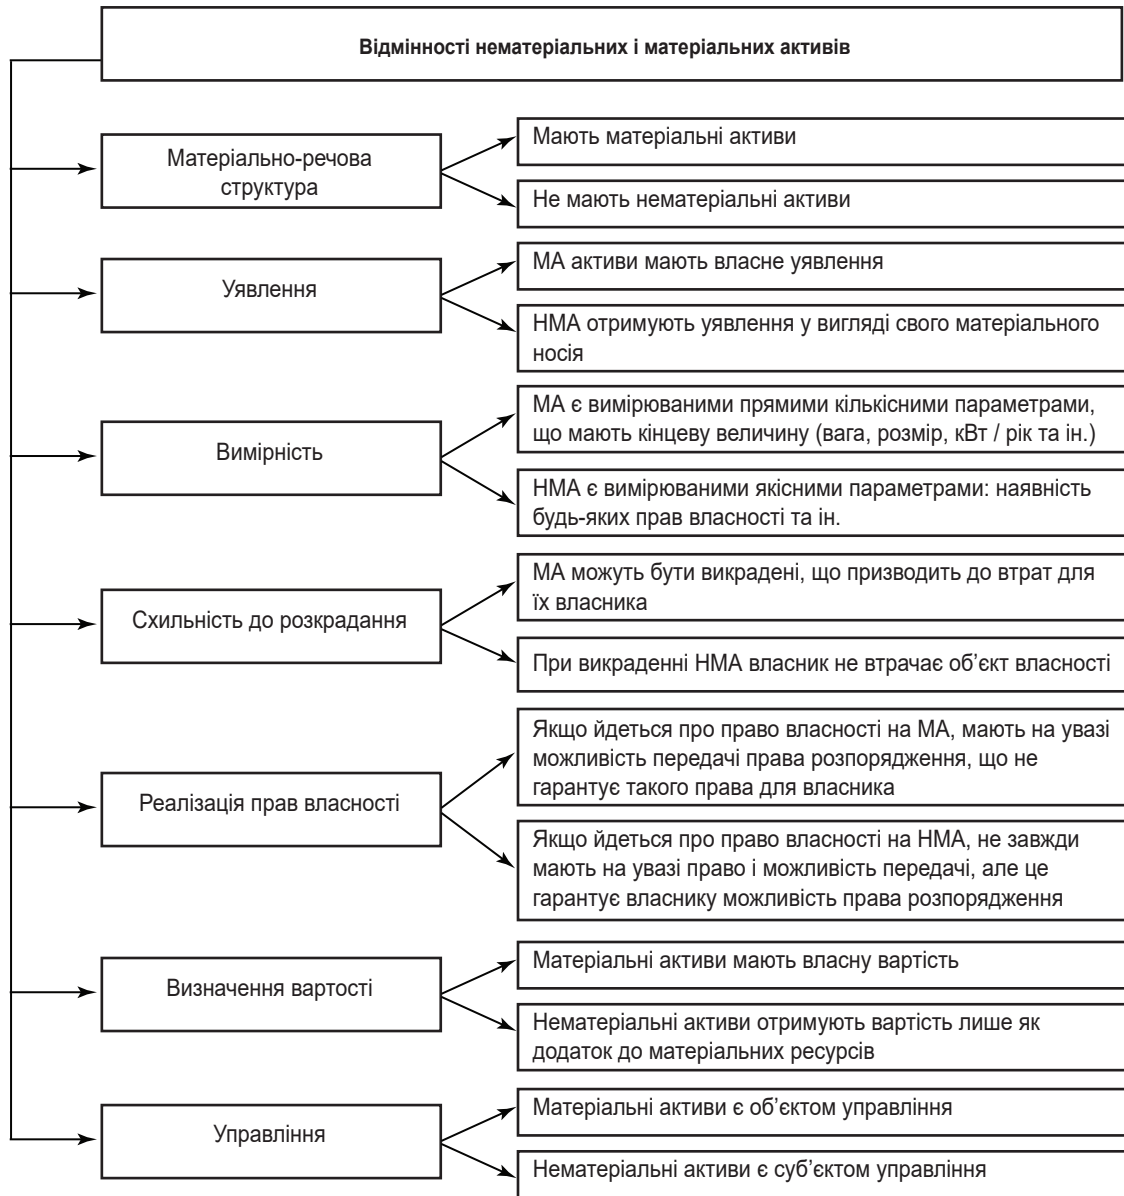 Відмінності нематеріальних і матеріальних активів
Матеріально-речова
структура
Мають матеріальні активи
Не мають нематеріальні активи
Уявлення
МА активи мають власне уявлення
НМА отримують уявлення у вигляді свого матеріального
носія
Вимірність
МА є вимірюваними прямими кількісними параметрами,
що мають кінцеву величину (вага, розмір, кВт / рік та ін.)
НМА є вимірюваними якісними параметрами: наявність
будь-яких прав власності та ін.
Схильність до розкрадання
МА можуть бути викрадені, що призводить до втрат для
їх власника
При викраденні НМА власник не втрачає об’єкт власності
Реалізація прав власності
Якщо йдеться про право власності на МА, мають на увазі
можливість передачі права розпорядження, що не
гарантує такого права для власника
Якщо йдеться про право власності на НМА, не завжди
мають на увазі право і можливість передачі, але це
гарантує власнику можливість права розпорядження
Визначення вартості
Матеріальні активи мають власну вартість
Нематеріальні активи отримують вартість лише як
додаток до матеріальних ресурсів
Управління
Матеріальні активи є об’єктом управління
Нематеріальні активи є суб’єктом управління